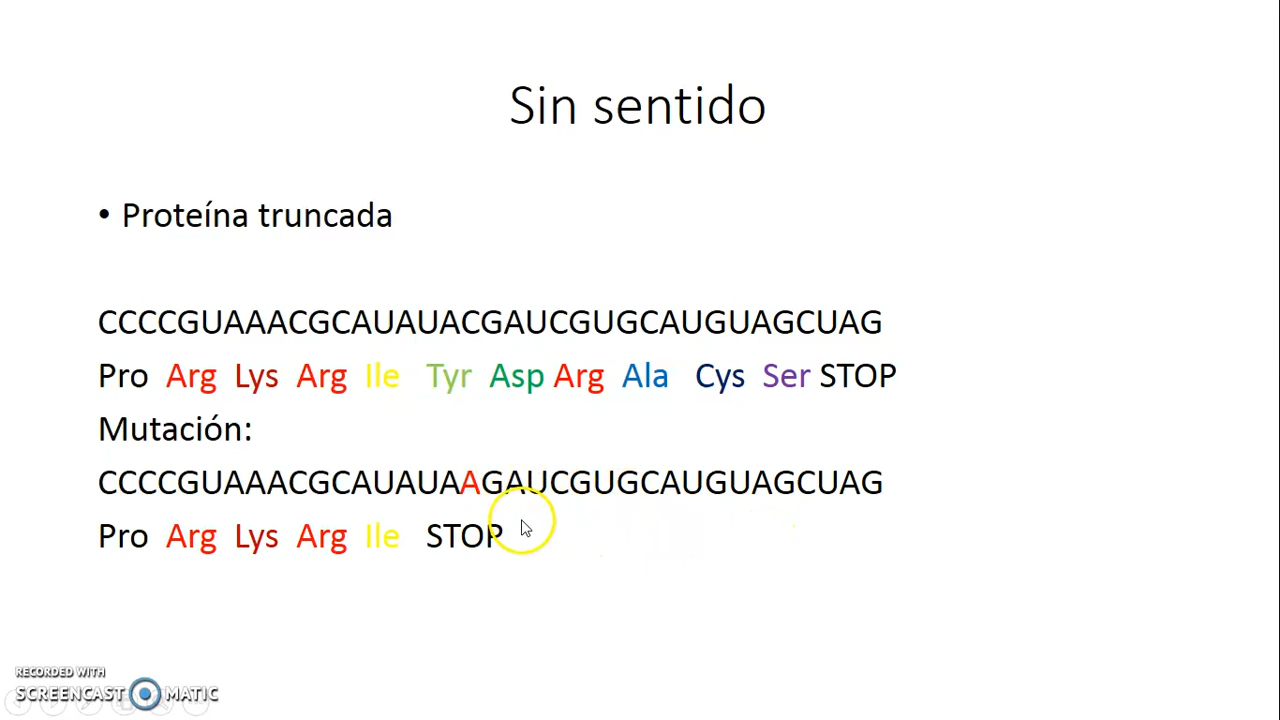 Sin sentido
• Proteína truncada
CCCCGUAAACGCAUAUACGAUCGUGCAUGUAGCUAG
Pro Arg Lys Arg Ile Tyr Asp Arg Ala Cys Ser STOP
Mutación:
CCCCGUAAACGCAUAUAAGAUCGUGCAUGUAGCUAG
Pro Arg Lys Arg Ile STOP
RECORDED WITH
SCREENCAST MATIC